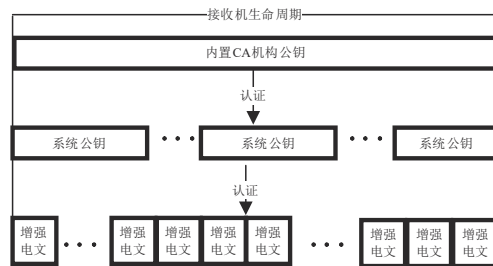 接收机生命周期
内置CA机构公钥
认证
系统公钥 ··· 系统公钥 ··· 系统公钥
认证
增强 增强 增强 增强 增强 增强 增强 增强
电文 ··· 电文 电文 电文 电文 ··· 电文 电文 电文